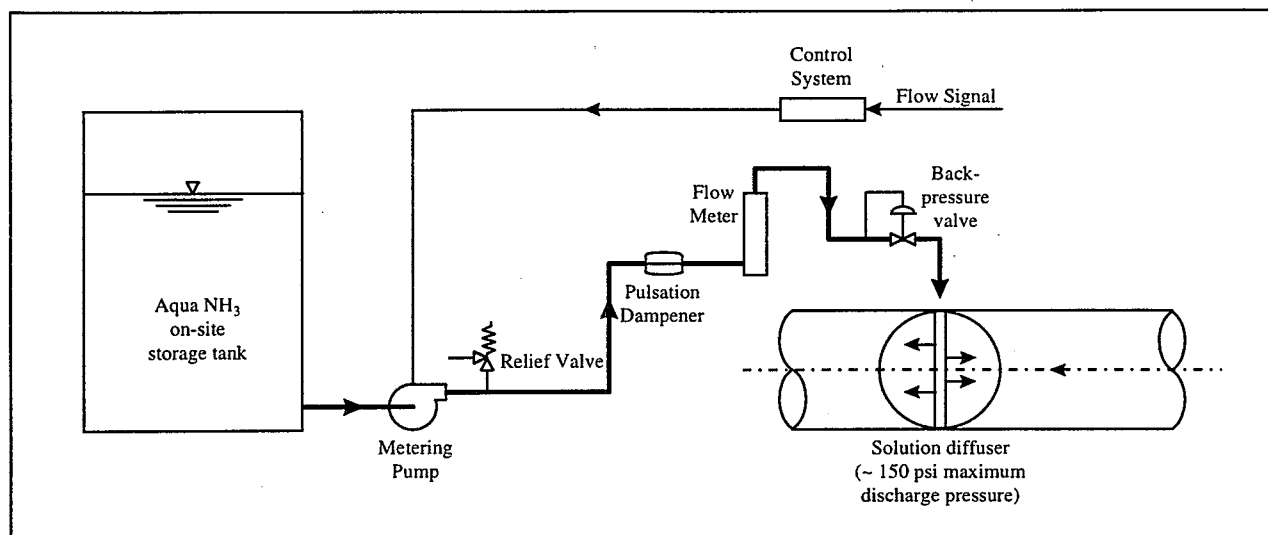 Control
System
Flow Signal
Back-
pressure
valve
Flow
Meter
Aqua NH₃
on-site
storage tank
Pulsation
Dampener
Relief Valve
Metering
Pump
Solution diffuser
(~ 150 psi maximum
discharge pressure)